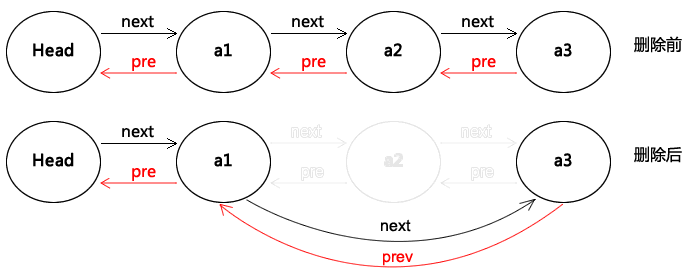 next next next
Head a1 a2 a3 删除前
pre pre pre
next next next
Head a1 a2 a3 删除后
pre pre pre
next
prev